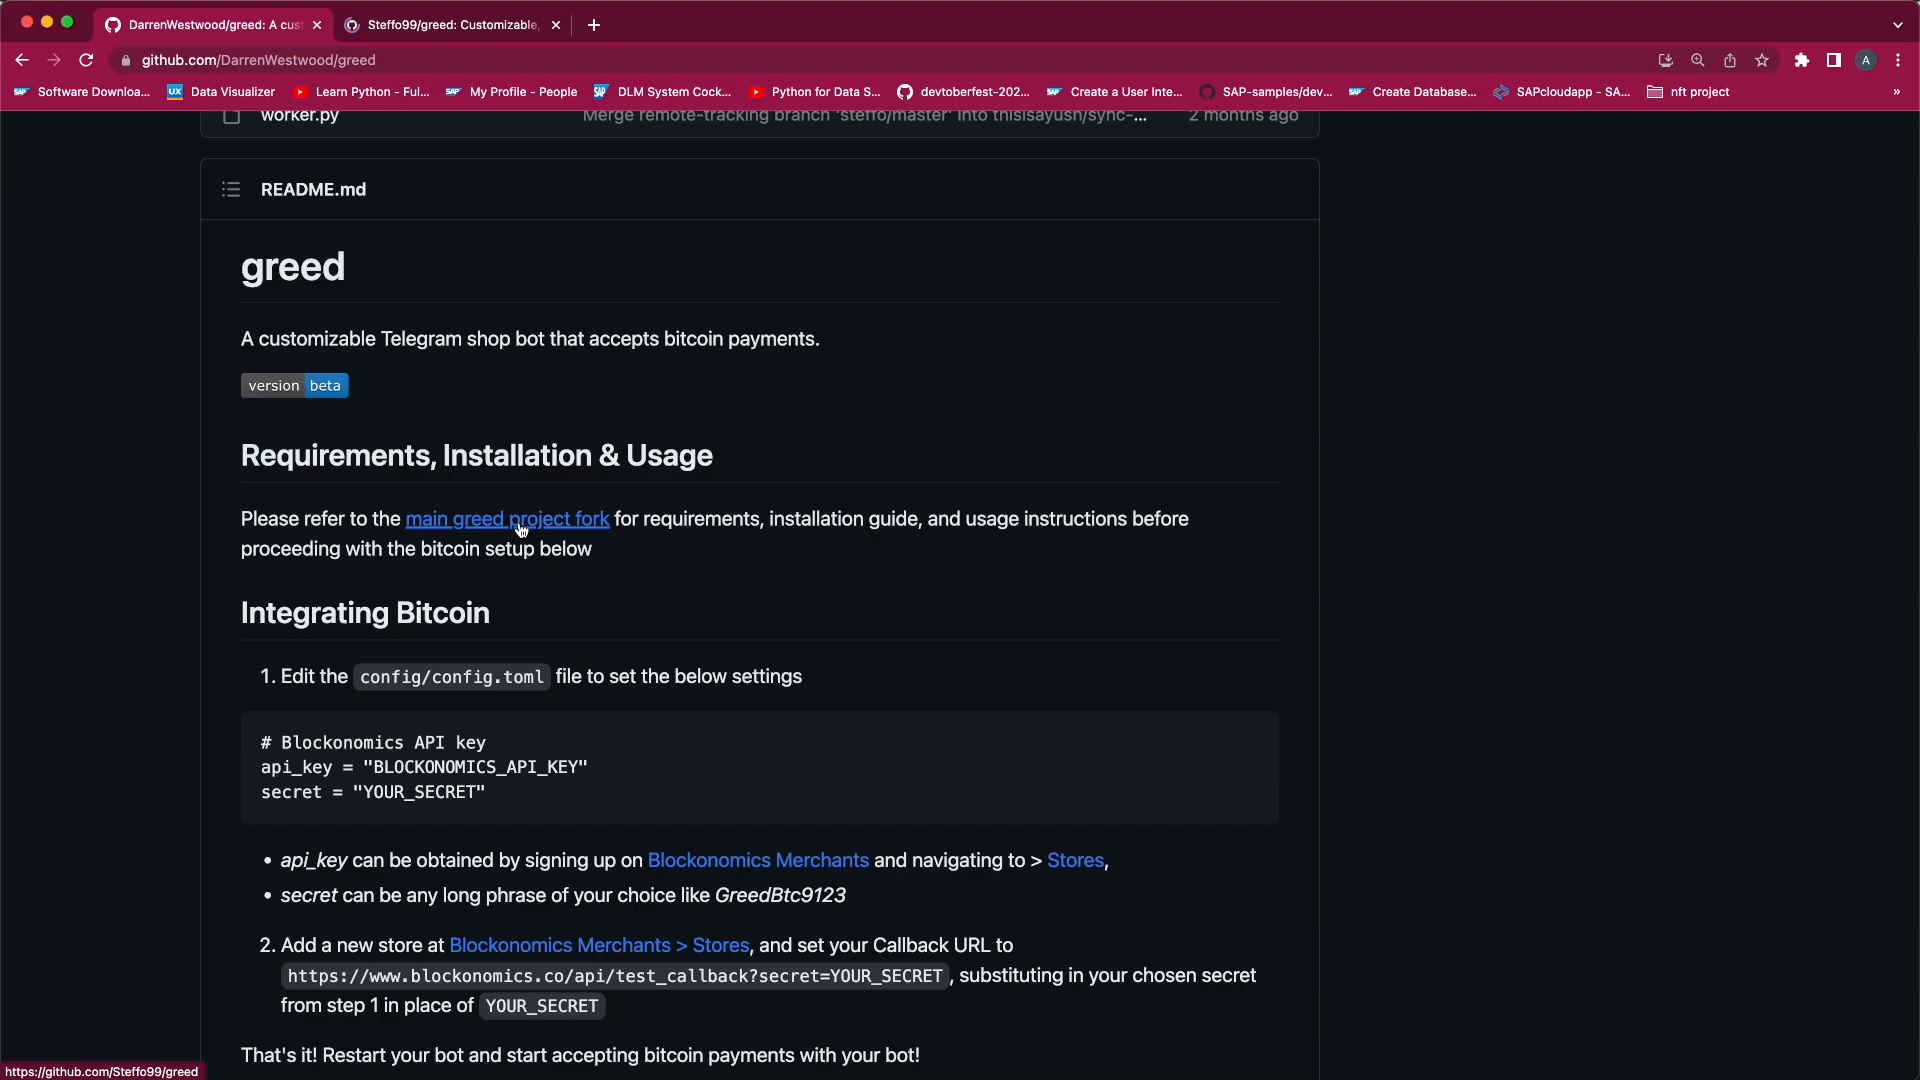 DarrenWestwood/greed: A cus
Steffo99/greed: Customizable,
github.com/DarrenWestwood/greed
A
Software Downloa...
UX Data Visualizer
Learn Python - Ful...
SAP My Profile - People
SAP DLM System Cock...
Python for Data S...
devtoberfest-202...
SAP Create a User Inte...
SAP-samples/dev...
SAP Create Database...
SAPcloudapp - SA...
nft project
»
worker.py
Merge remote-tracking branch 'steffo/master' into thisisayush/sync-...
2 months ago
README.md
greed
A customizable Telegram shop bot that accepts bitcoin payments.
version beta
Requirements, Installation & Usage
Please refer to the main greed project fork for requirements, installation guide, and usage instructions before
proceeding with the bitcoin setup below
Integrating Bitcoin
1. Edit the config/config.toml file to set the below settings
# Blockonomics API key
api_key = "BLOCKONOMICS_API_KEY"
secret = "YOUR_SECRET"
• api_key can be obtained by signing up on Blockonomics Merchants and navigating to > Stores,
• secret can be any long phrase of your choice like GreedBtc9123
2. Add a new store at Blockonomics Merchants > Stores, and set your Callback URL to
https://www.blockonomics.co/api/test_callback?secret=YOUR_SECRET, substituting in your chosen secret
from step 1 in place of YOUR_SECRET
That's it! Restart your bot and start accepting bitcoin payments with your bot!
https://github.com/Steffo99/greed